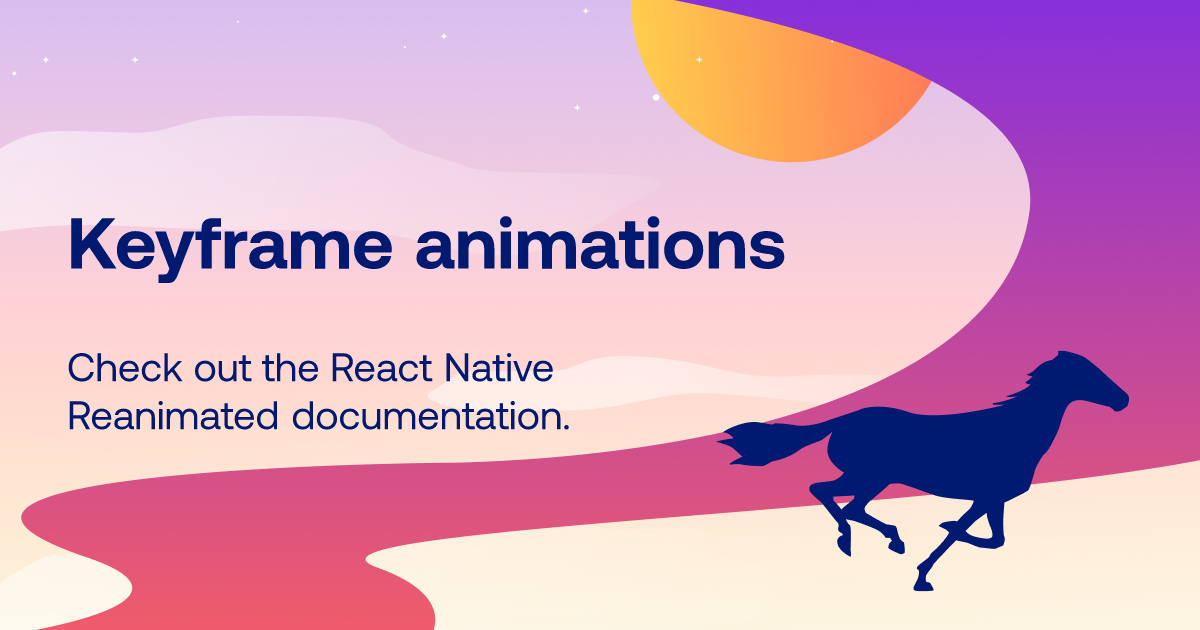 Keyframe animations
Check out the React Native
Reanimated documentation.